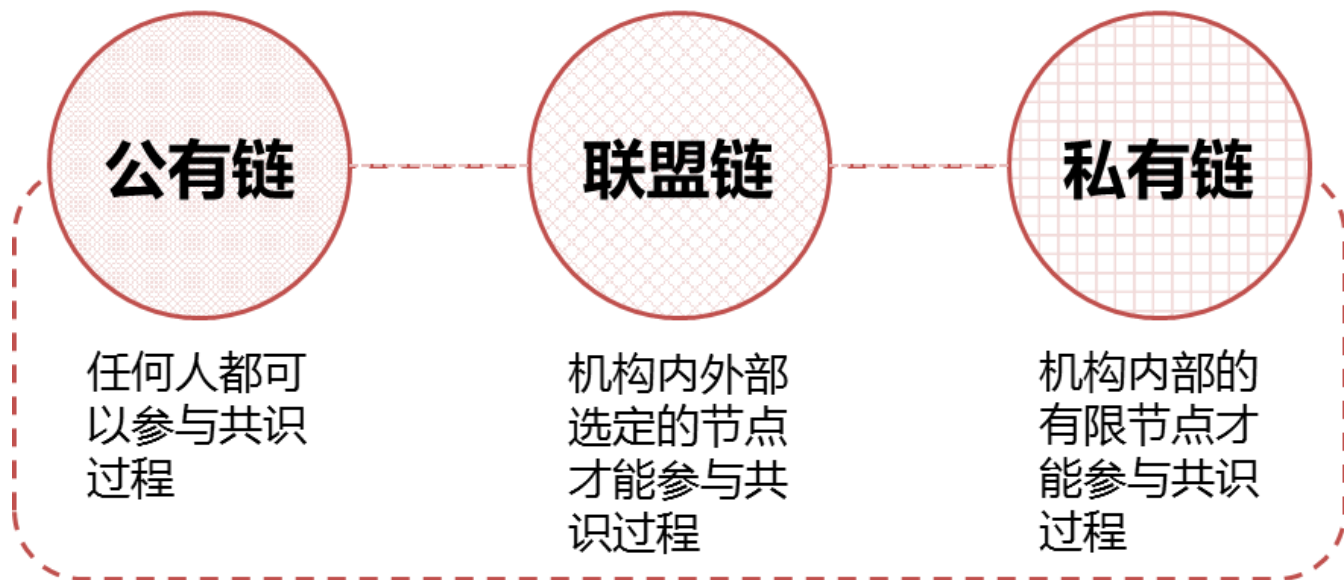 公有链
联盟链
私有链
任何人都可
以参与共识
过程
机构内外部
选定的节点
才能参与共
识过程
机构内部的
有限节点才
能参与共识
过程